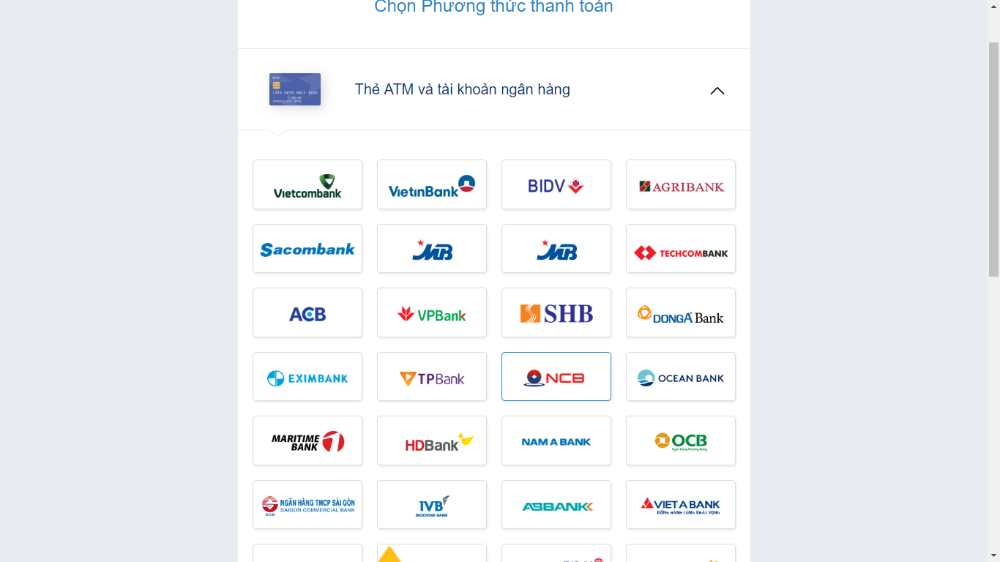 Chọn Phương thức thanh toán
Thẻ ATM và tài khoản ngân hàng
Vietcombank
VietinBank
BIDV
AGRIBANK
Sacombank
MB
MB
TECHCOMBANK
ACB
VPBank
SHB
DONGA Bank
EXIMBANK
TPBank
NCB
OCEAN BANK
MARITIME
BANK
HDBank
NAM A BANK
OCB
Ngân Hàng Phương Đông
NGÂN HÀNG TMCP SÀI GÒN
SAIGON COMMERCIAL BANK
SCB
IVB
INDOVINA BANK
ABBANK
VIET A BANK
ĐỒNG HÀNH CÙNG KHÁT VỌNG